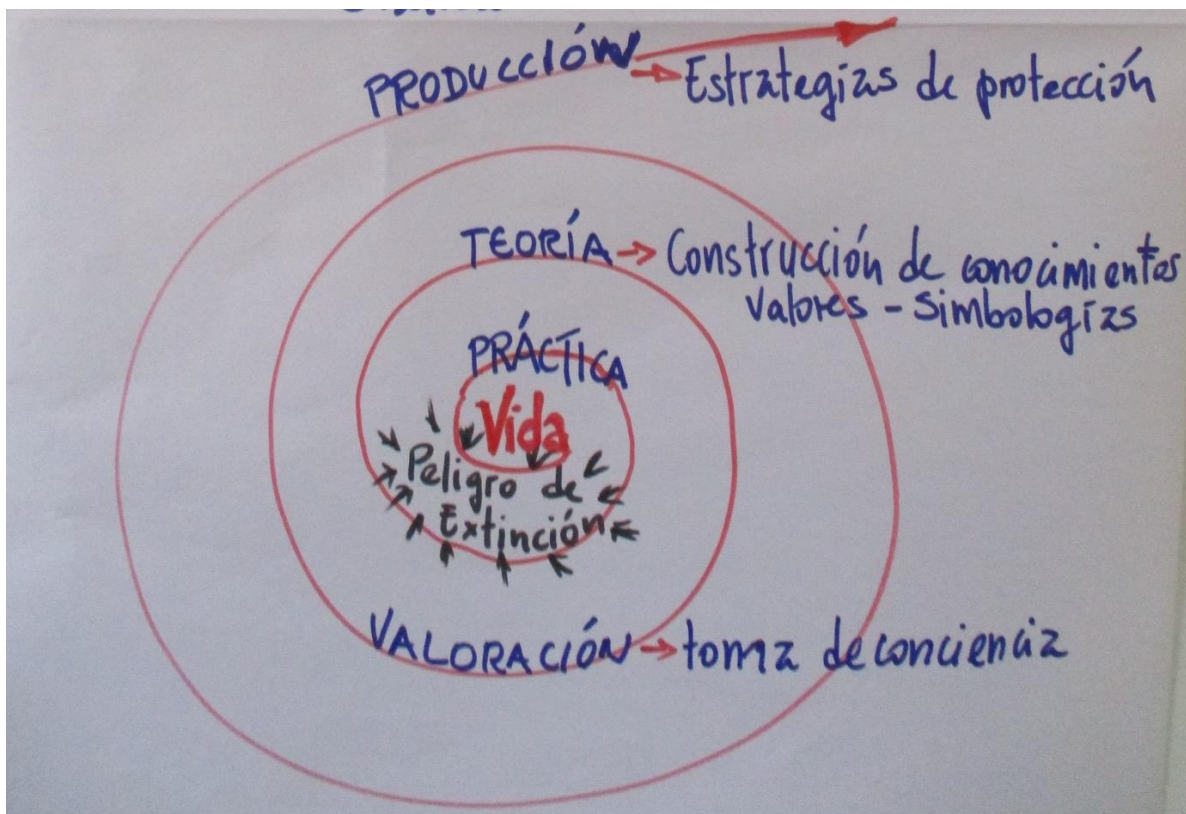 PRODUCCIÓN
→ Estrategias de protección
TEORÍA → Construcción de conocimientos
Valores - Simbologías
PRÁCTICA
Vida
Peligro de
Extinción
VALORACIÓN → toma de conciencia